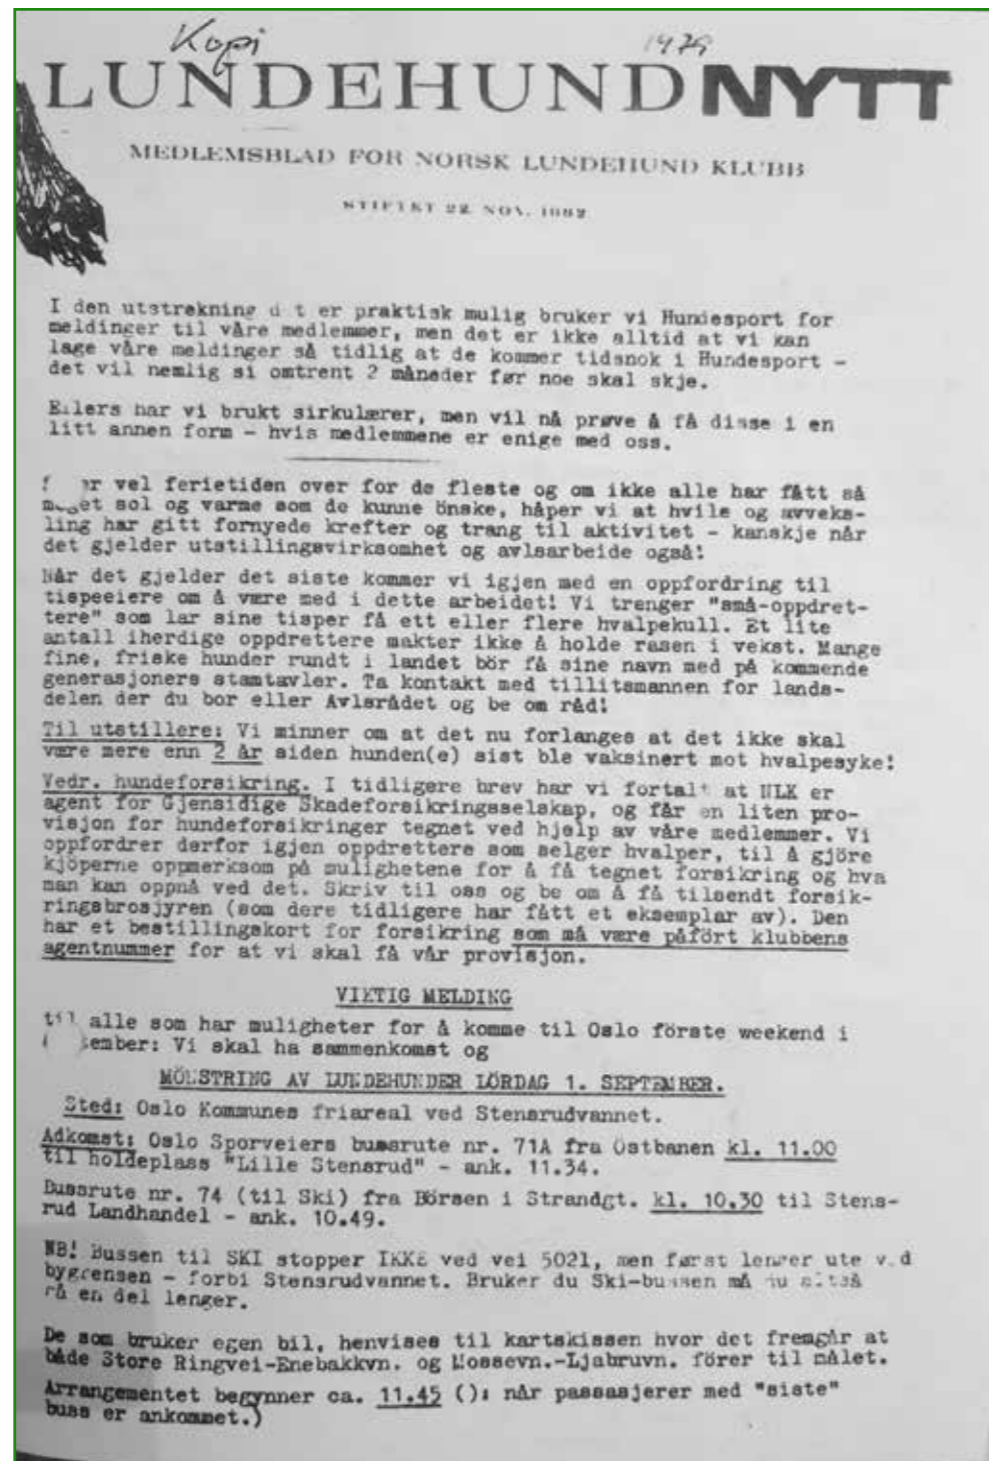 Kopi 1979
LUNDEHUNDNYTT
MEDLEMSBLAD FOR NORSK LUNDEHUND KLUBB
STIFTET 22. NOV. 1962
I den utstrekning d t er praktisk mulig bruker vi Hundesport for
meldinger til våre medlemmer, men det er ikke alltid at vi kan
lage våre meldinger så tidlig at de kommer tidsnok i Hundesport -
det vil nemlig si omtrent 2 måneder før noe skal skje.
Ellers har vi brukt sirkulærer, men vil nå prøve å få disse i en
litt annen form - hvis medlemmene er enige med oss.
er vel ferietiden over for de fleste og om ikke alle har fått så
meget sol og varme som de kunne önske, håper vi at hvile og avveks-
ling har gitt fornyede krefter og trang til aktivitet - kanskje når
det gjelder utstillingsvirksomhet og avlsarbeide også!
Når det gjelder det siste kommer vi igjen med en oppfordring til
tispeeiere om å være med i dette arbeidet! Vi trenger "små-oppdret-
tere" som lar sine tisper få ett eller flere hvalpekull. Et lite
antall iherdige oppdrettere makter ikke å holde rasen i vekst. Mange
fine, friske hunder rundt i landet bör få sine navn med på kommende
generasjoners stamtavler. Ta kontakt med tillitsmannen for lands-
delen der du bor eller Avlsrådet og be om råd!
Til utstillere: Vi minner om at det nu forlanges at det ikke skal
være mere enn 2 år siden hunden(e) sist ble vaksinert mot hvalpesyke!
Vedr. hundeforsikring. I tidligere brev har vi fortalt at NLK er
agent for Gjensidige Skadeforsikringsselskap, og får en liten pro-
visjon for hundeforsikringer tegnet ved hjelp av våre medlemmer. Vi
oppfordrer derfor igjen oppdrettere som selger hvalper, til å gjöre
kjöperne oppmerksom på mulighetene for å få tegnet forsikring og hva
man kan oppnå ved det. Skriv til oss og be om å få tilsendt forsik-
ringsbrosjyren (som dere tidligere har fått et eksemplar av). Den
har et bestillingskort for forsikring som må være påfört klubbens
agentnummer for at vi skal få vår provisjon.
VIKTIG MELDING
til alle som har muligheter for å komme til Oslo förste weekend i
ember: Vi skal ha sammenkomst og
MÖNSTRING AV LUNDEHUNDER LÖRDAG 1. SEPTEMBER.
Sted: Oslo Kommunes friareal ved Stensrudvannet.
Adkomst: Oslo Sporveiers bussrute nr. 71A fra Östbanen kl. 11.00
til holdeplass "Lille Stensrud" - ank. 11.34.
Bussrute nr. 74 (til Ski) fra Börsen i Strandgt. kl. 10.30 til Stens-
rud Landhandel - ank. 10.49.
NB! Bussen til SKI stopper IKKE ved vei 5021, men först lenger ute v d
bygrensen - forbi Stensrudvannet. Bruker du Ski-bussen må du altså
gå en del lenger.
De som bruker egen bil, henvises til kartskissen hvor det fremgår at
både Store Ringvei-Enebakkvn. og Mossevn.-Ljabruvn. förer til målet.
Arrangementet begynner ca. 11.45 (): når passasjerer med "siste"
buss er ankommet.)